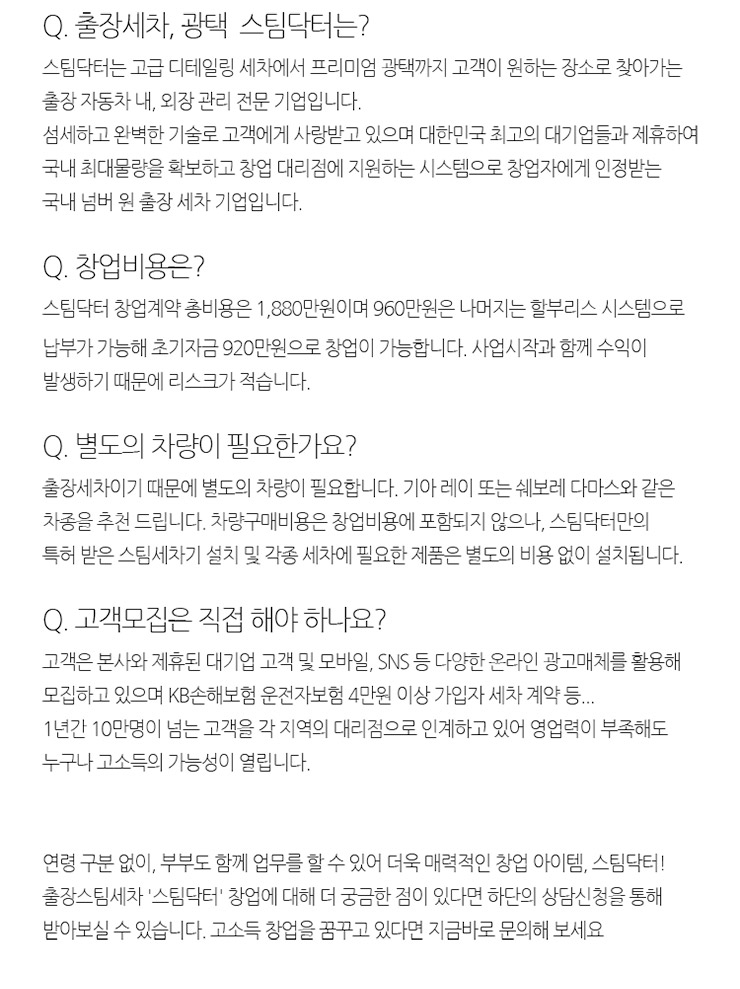 Q. 출장세차, 광택 스팀닥터는?
스팀닥터는 고급 디테일링 세차에서 프리미엄 광택까지 고객이 원하는 장소로 찾아가는
출장 자동차 내, 외장 관리 전문 기업입니다.
섬세하고 완벽한 기술로 고객에게 사랑받고 있으며 대한민국 최고의 대기업들과 제휴하여
국내 최대물량을 확보하고 창업 대리점에 지원하는 시스템으로 창업자에게 인정받는
국내 넘버 원 출장 세차 기업입니다.
Q. 창업비용은?
스팀닥터 창업계약 총비용은 1,880만원이며 960만원은 나머지는 할부리스 시스템으로
납부가 가능해 초기자금 920만원으로 창업이 가능합니다. 사업시작과 함께 수익이
발생하기 때문에 리스크가 적습니다.
Q. 별도의 차량이 필요한가요?
출장세차이기 때문에 별도의 차량이 필요합니다. 기아 레이 또는 쉐보레 다마스와 같은
차종을 추천 드립니다. 차량구매비용은 창업비용에 포함되지 않으나, 스팀닥터만의
특허 받은 스팀세차기 설치 및 각종 세차에 필요한 제품은 별도의 비용 없이 설치됩니다.
Q. 고객모집은 직접 해야 하나요?
고객은 본사와 제휴된 대기업 고객 및 모바일, SNS 등 다양한 온라인 광고매체를 활용해
모집하고 있으며 KB손해보험 운전자보험 4만원 이상 가입자 세차 계약 등...
1년간 10만명이 넘는 고객을 각 지역의 대리점으로 인계하고 있어 영업력이 부족해도
누구나 고소득의 가능성이 열립니다.
연령 구분 없이, 부부도 함께 업무를 할 수 있어 더욱 매력적인 창업 아이템, 스팀닥터!
출장스팀세차 '스팀닥터' 창업에 대해 더 궁금한 점이 있다면 하단의 상담신청을 통해
받아보실 수 있습니다. 고소득 창업을 꿈꾸고 있다면 지금바로 문의해 보세요